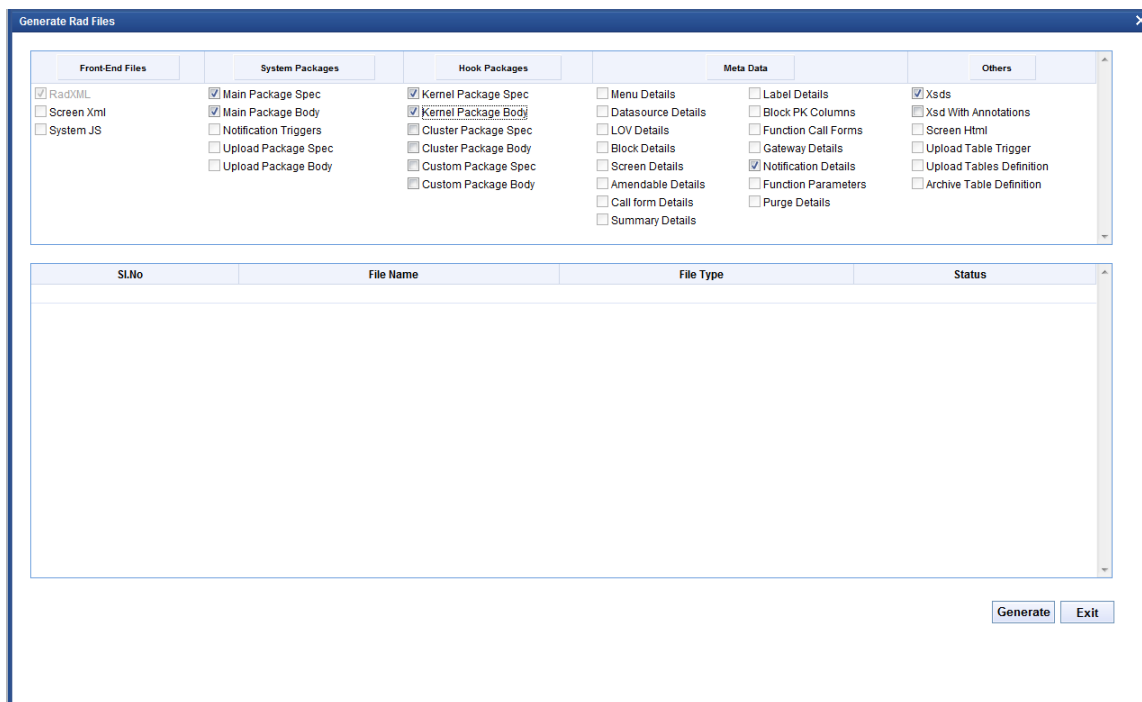 Generate Rad Files
Front-End Files System Packages Hook Packages Meta Data Others
RadXML Main Package Spec Kernel Package Spec Menu Details Label Details Xsds
Screen Xml Main Package Body Kernel Package Body Datasource Details Block PK Columns Xsd With Annotations
System JS Notification Triggers Cluster Package Spec LOV Details Function Call Forms Screen Html
Upload Package Spec Cluster Package Body Block Details Gateway Details Upload Table Trigger
Upload Package Body Custom Package Spec Screen Details Notification Details Upload Tables Definition
Custom Package Body Amendable Details Function Parameters Archive Table Definition
Call form Details Purge Details
Summary Details
Sl.No File Name File Type Status
Generate Exit